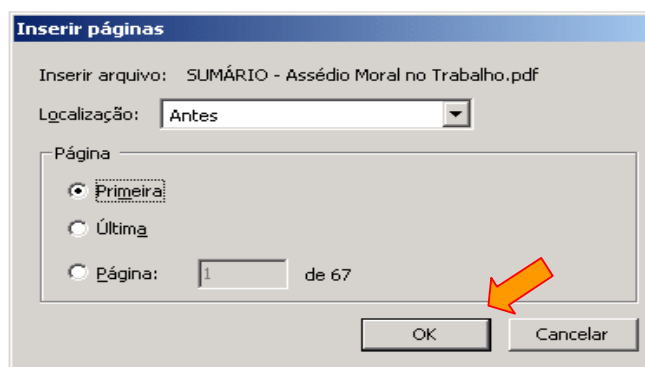 Inserir páginas
Inserir arquivo: SUMÁRIO - Assédio Moral no Trabalho.pdf
Localização: Antes
Página
Primeira
Última
Página: 1 de 67
OK Cancelar